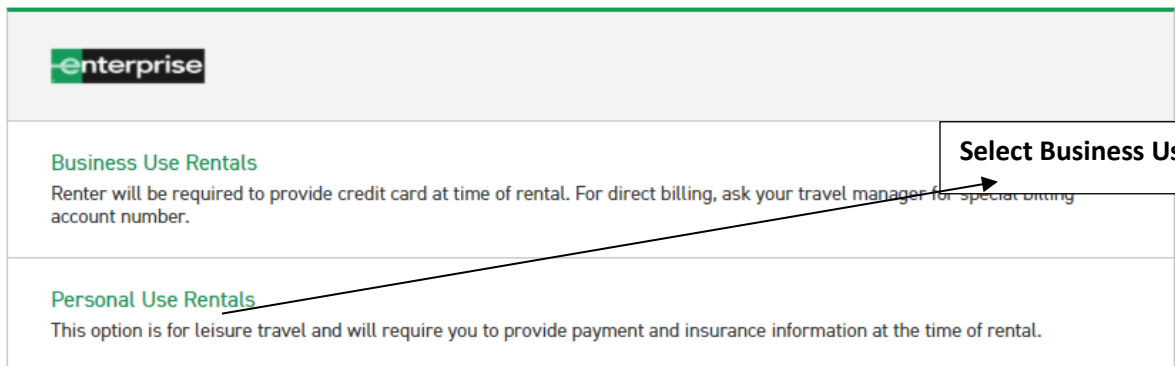 enterprise
Business Use Rentals
Select Business Us
Renter will be required to provide credit card at time of rental. For direct billing, ask your travel manager for special billing
account number.
Personal Use Rentals
This option is for leisure travel and will require you to provide payment and insurance information at the time of rental.